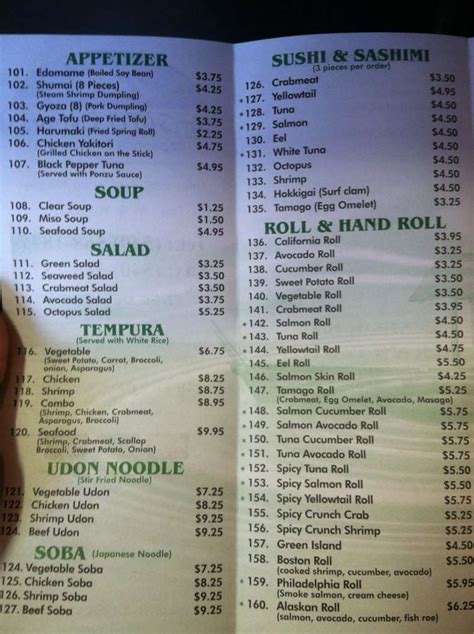 APPETIZER
101. Edamame (Bailed Soy Bean) $3.75
102. Shumai (8 Pieces) $3.75
(Steam Shrimp Dumpling)
103. Gyoza (8) (Pork Dumpling) $4.25
104. Age Tofu (Deep Fried Tofu) $3.75
105. Harumaki (Fried Spring Roll) $2.95
106. Chicken Yakitori $4.75
(Grilled Chicken on the Stick)
107. Black Pepper Tuna $4.95
(Served with Ponzu Sauce)
SOUP
108. Clear Soup $1.25
109. Miso Soup $1.50
110. Seafood Soup $4.95
SALAD
111. Green Salad $3.25
112. Seaweed Salad $3.50
113. Crabmeat Salad $3.50
114. Avocado Salad $3.75
115. Octopus Salad $5.25
TEMPURA
(Served with White Rice)
116. Vegetable $6.75
(Sweet Potato, Carrot, Broccoli,
onion, Asparagus)
117. Chicken $8.25
118. Shrimp $8.75
119. Combo $8.95
(Shrimp, Chicken, Crabmeat,
Asparagus, Broccoli)
120. Seafood $9.95
(Shrimp, Crabmeat, Scallop
Broccoli, Sweet Potato, Onion)
UDON NOODLE
(Stir Fried Noodle)
121. Vegetable Udon $7.25
122. Chicken Udon $8.25
123. Shrimp Udon $9.25
124. Beef Udon $9.25
SOBA (Japanese Noodle)
124. Vegetable Soba $7.25
125. Chicken Soba $8.25
126. Shrimp Soba $9.25
127. Beef Soba $9.25
SUSHI & SASHIMI
(3 pieces per order)
126. Crabmeat $3.50
*127. Yellowtail $4.95
*128. Tuna $4.50
*129. Salmon $4.50
130. Eel $4.50
*131. White Tuna $4.50
132. Octopus $4.50
133. Shrimp $3.50
134. Hokkigai (Surf clam) $3.50
135. Tamago (Egg Omelet) $3.25
ROLL & HAND ROLL
136. California Roll $3.95
137. Avocado Roll $3.25
138. Cucumber Roll $3.25
139. Sweet Potato Roll $3.50
140. Vegetable Roll $3.50
141. Crabmeat Roll $3.95
*142. Salmon Roll $4.50
*143. Tuna Roll $4.50
*144. Yellowtail Roll $4.50
145. Eel Roll $5.50
146. Salmon Skin Roll $4.25
147. Tamago Roll $5.25
(Crabmeat, Egg Omelet, Avocado, Masago)
*148. Salmon Cucumber Roll $5.50
*149. Salmon Avocado Roll $5.50
*150. Tuna Cucumber Roll $5.50
*151. Tuna Avocado Roll $5.50
*152. Spicy Tuna Roll $5.50
*153. Spicy Salmon Roll $5.50
*154. Spicy Yellowtail Roll $5.50
155. Spicy Crunch Crab $5.50
156. Spicy Crunch Shrimp $5.50
157. Green Island $4.50
158. Boston Roll $5.50
(cooked shrimp, cucumber, avocado)
*159. Philadelphia Roll $5.50
(Smoke salmon, cream cheese)
*160. Alaskan Roll $6.50
(salmon, avocado, cucumber, fish roe)